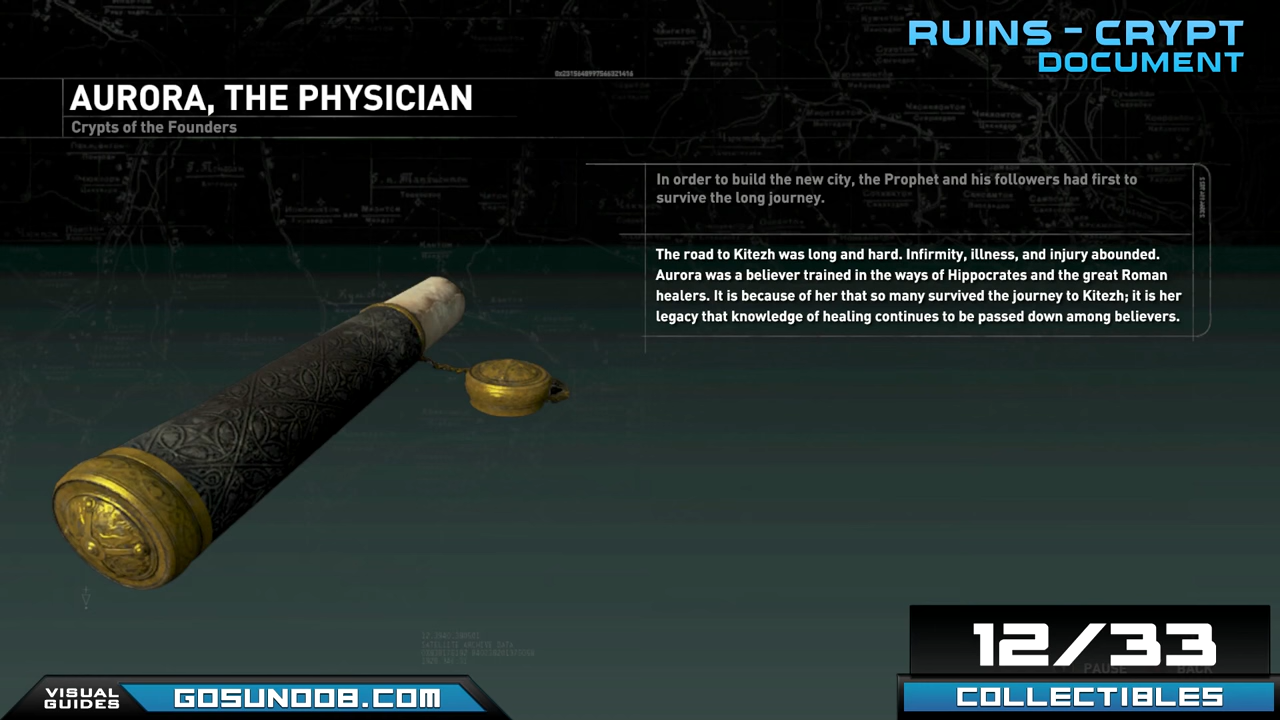 RUINS - CRYPT
DOCUMENT
AURORA, THE PHYSICIAN
Crypts of the Founders
In order to build the new city, the Prophet and his followers had first to
survive the long journey.
The road to Kitezh was long and hard. Infirmity, illness, and injury abounded.
Aurora was a believer trained in the ways of Hippocrates and the great Roman
healers. It is because of her that so many survived the journey to Kitezh; it is her
legacy that knowledge of healing continues to be passed down among believers.
12/33
PAUSE BACK
COLLECTIBLES
VISUAL
GUIDES
GOSUNOOB.COM